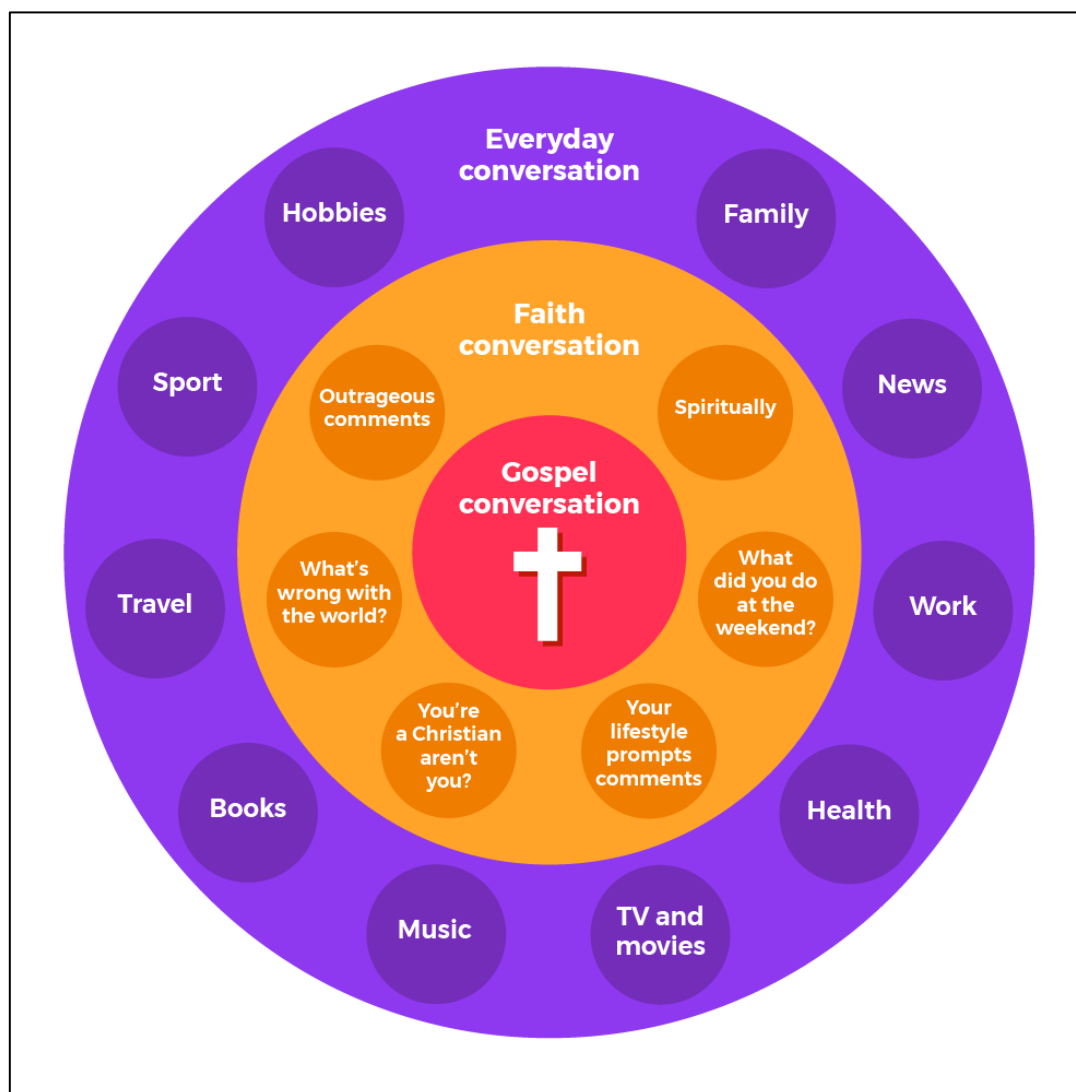 Everyday
conversation
Hobbies
Family
Sport
News
Travel
Work
Books
Health
Music
TV and
movies
Faith
conversation
Outrageous
comments
Spiritually
What's
wrong with
the world?
What
did you do
at the
weekend?
You're
a Christian
aren't
you?
Your
lifestyle
prompts
comments
Gospel
conversation